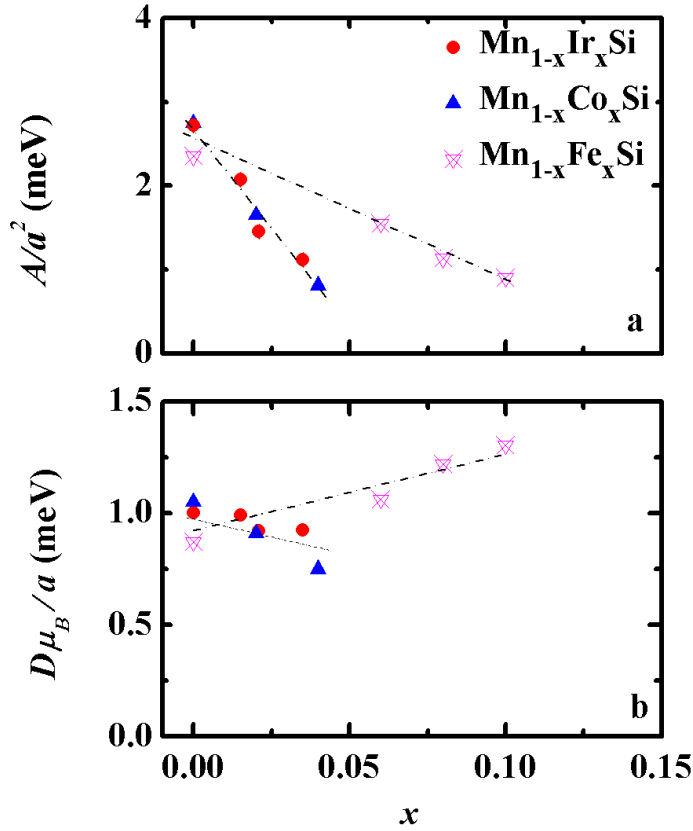 4
Mn₁₋ₓIrₓSi
Mn₁₋ₓCoₓSi
Mn₁₋ₓFeₓSi
A/a² (meV)
2
0
a
1.5
1.0
Dμ_B/a (meV)
0.5
0.0
b
0.00 0.05 0.10 0.15
x